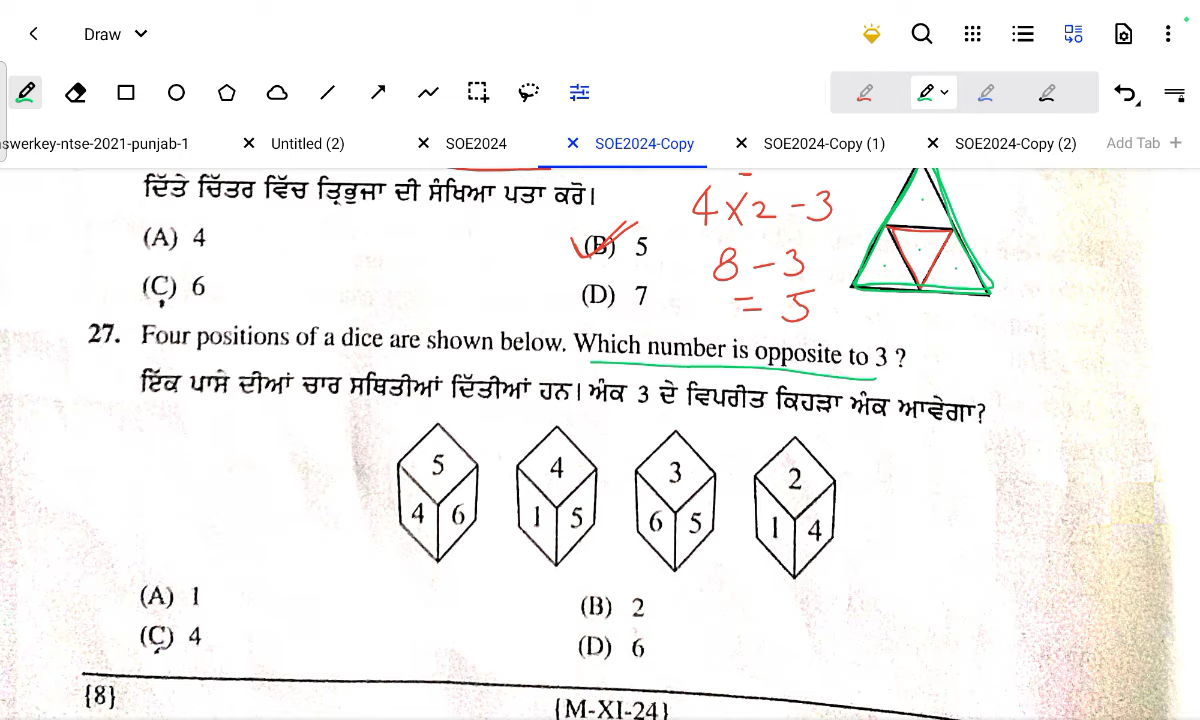 Draw
swerkey-ntse-2021-punjab-1
Untitled (2)
SOE2024
SOE2024-Copy
SOE2024-Copy (1)
SOE2024-Copy (2)
Add Tab +
ਦਿੱਤੇ ਚਿੱਤਰ ਵਿੱਚ ਤ੍ਰਿਭੁਜਾ ਦੀ ਸੰਖਿਆ ਪਤਾ ਕਰੋ।
4 X 2 - 3
(A) 4
(B) 5
8 - 3
(C) 6
(D) 7
= 5
27. Four positions of a dice are shown below. Which number is opposite to 3 ?
ਇੱਕ ਪਾਸੇ ਦੀਆਂ ਚਾਰ ਸਥਿਤੀਆਂ ਦਿੱਤੀਆਂ ਹਨ। ਅੰਕ 3 ਦੇ ਵਿਪਰੀਤ ਕਿਹੜਾ ਅੰਕ ਆਵੇਗਾ?
5 4 6
4 1 5
3 6 5
2 1 4
(A) 1
(B) 2
(C) 4
(D) 6
{8}
{M-XI-24}